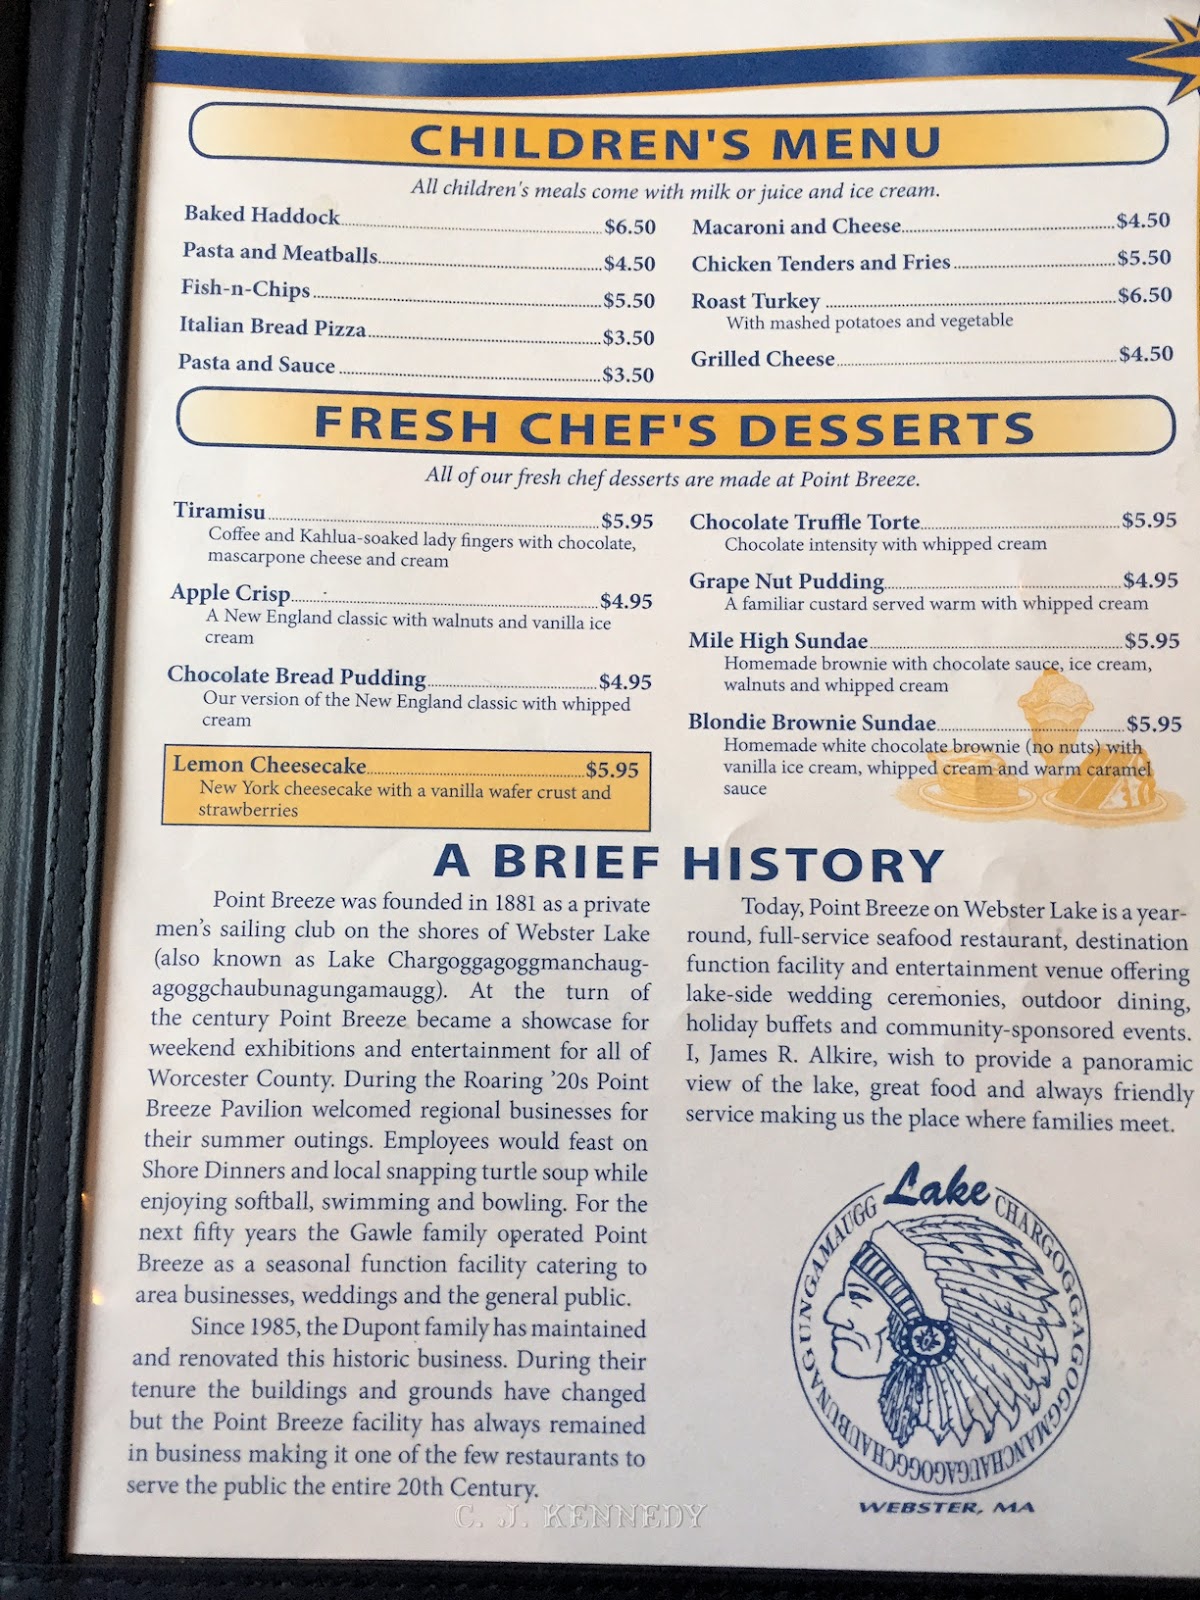 CHILDREN'S MENU
All children's meals come with milk or juice and ice cream.
Baked Haddock $6.50
Pasta and Meatballs $4.50
Fish-n-Chips $5.50
Italian Bread Pizza $3.50
Pasta and Sauce $3.50
Macaroni and Cheese $4.50
Chicken Tenders and Fries $5.50
Roast Turkey $6.50
With mashed potatoes and vegetable
Grilled Cheese $4.50
FRESH CHEF'S DESSERTS
All of our fresh chef desserts are made at Point Breeze.
Tiramisu $5.95
Coffee and Kahlua-soaked lady fingers with chocolate,
mascarpone cheese and cream
Apple Crisp $4.95
A New England classic with walnuts and vanilla ice
cream
Chocolate Bread Pudding $4.95
Our version of the New England classic with whipped
cream
Lemon Cheesecake $5.95
New York cheesecake with a vanilla wafer crust and
strawberries
Chocolate Truffle Torte $5.95
Chocolate intensity with whipped cream
Grape Nut Pudding $4.95
A familiar custard served warm with whipped cream
Mile High Sundae $5.95
Homemade brownie with chocolate sauce, ice cream,
walnuts and whipped cream
Blondie Brownie Sundae $5.95
Homemade white chocolate brownie (no nuts) with
vanilla ice cream, whipped cream and warm caramel
sauce
A BRIEF HISTORY
Point Breeze was founded in 1881 as a private
men's sailing club on the shores of Webster Lake
(also known as Lake Chargoggagoggmanchaug-
agoggchaubunagungamaugg). At the turn of
the century Point Breeze became a showcase for
weekend exhibitions and entertainment for all of
Worcester County. During the Roaring '20s Point
Breeze Pavilion welcomed regional businesses for
their summer outings. Employees would feast on
Shore Dinners and local snapping turtle soup while
enjoying softball, swimming and bowling. For the
next fifty years the Gawle family operated Point
Breeze as a seasonal function facility catering to
area businesses, weddings and the general public.
Since 1985, the Dupont family has maintained
and renovated this historic business. During their
tenure the buildings and grounds have changed
but the Point Breeze facility has always remained
in business making it one of the few restaurants to
serve the public the entire 20th Century.
Today, Point Breeze on Webster Lake is a year-
round, full-service seafood restaurant, destination
function facility and entertainment venue offering
lake-side wedding ceremonies, outdoor dining,
holiday buffets and community-sponsored events.
I, James R. Alkire, wish to provide a panoramic
view of the lake, great food and always friendly
service making us the place where families meet.
Lake
CHARGOGGAGOGGMANCHAUGAGOGGCHAUBUNAGUNGAMAUGG
WEBSTER, MA
C. J. KENNEDY